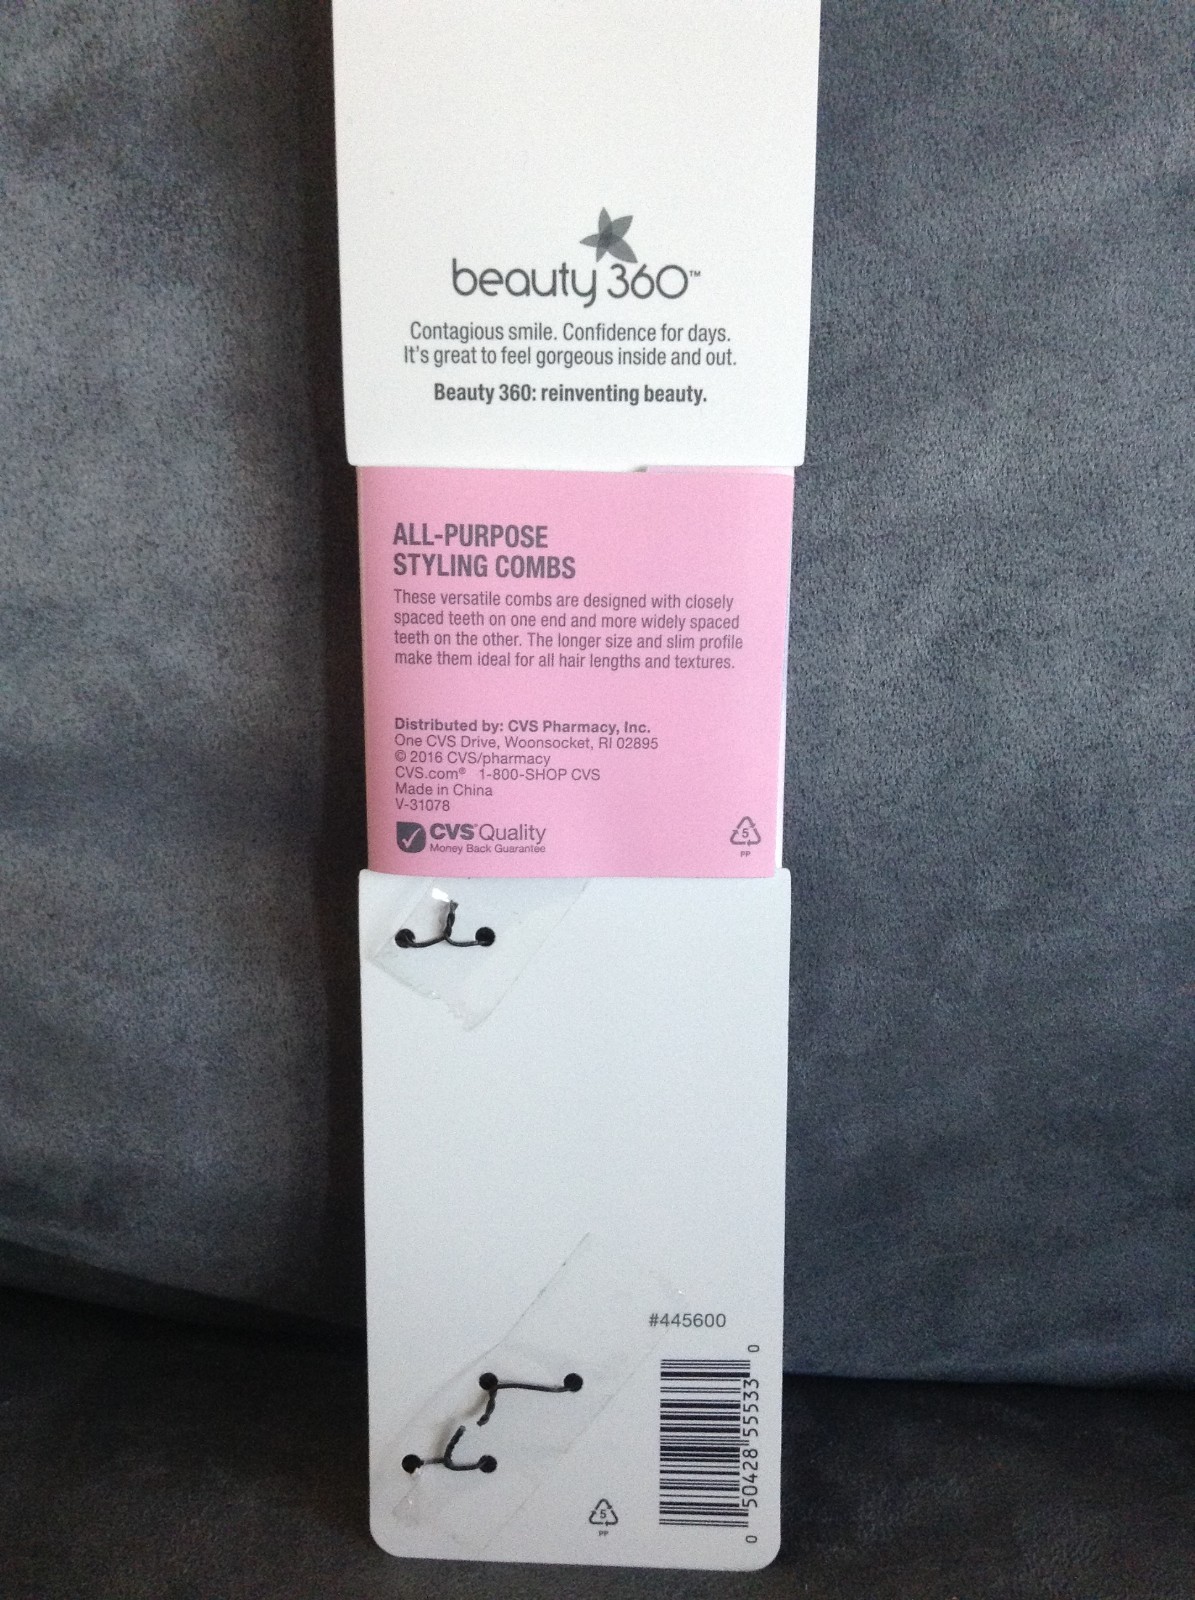 beauty 360™
Contagious smile. Confidence for days.
It's great to feel gorgeous inside and out.
Beauty 360: reinventing beauty.
ALL-PURPOSE
STYLING COMBS
These versatile combs are designed with closely
spaced teeth on one end and more widely spaced
teeth on the other. The longer size and slim profile
make them ideal for all hair lengths and textures.
Distributed by: CVS Pharmacy, Inc.
One CVS Drive, Woonsocket, RI 02895
© 2016 CVS/pharmacy
CVS.com® 1-800-SHOP CVS
Made in China
V-31078
CVS Quality
Money Back Guarantee
5
PP
#445600
0 50428 55533 0
5
PP